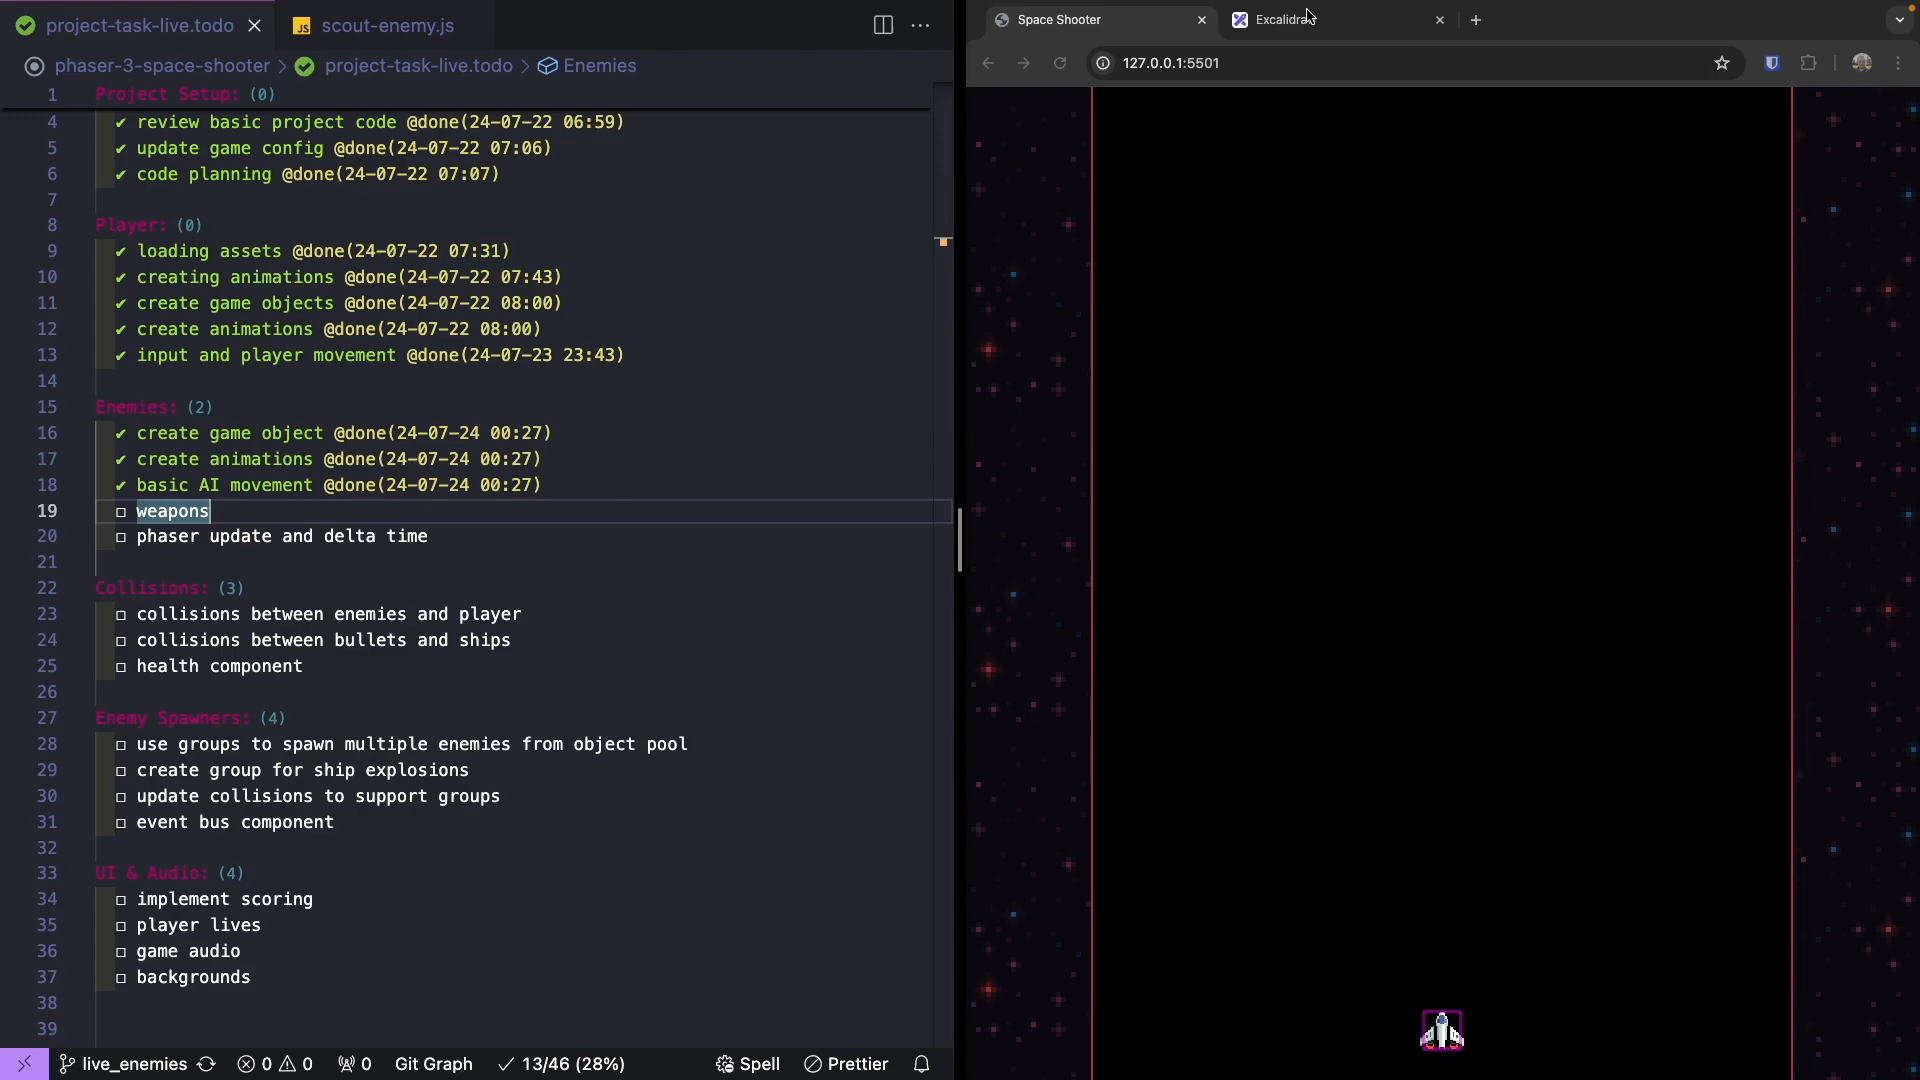 project-task-live.todo
JS scout-enemy.js
phaser-3-space-shooter > project-task-live.todo > Enemies
1 Project Setup: (0)
4 ✔ review basic project code @done(24-07-22 06:59)
5 ✔ update game config @done(24-07-22 07:06)
6 ✔ code planning @done(24-07-22 07:07)
7
8 Player: (0)
9 ✔ loading assets @done(24-07-22 07:31)
10 ✔ creating animations @done(24-07-22 07:43)
11 ✔ create game objects @done(24-07-22 08:00)
12 ✔ create animations @done(24-07-22 08:00)
13 ✔ input and player movement @done(24-07-23 23:43)
14
15 Enemies: (2)
16 ✔ create game object @done(24-07-24 00:27)
17 ✔ create animations @done(24-07-24 00:27)
18 ✔ basic AI movement @done(24-07-24 00:27)
19 ☐ weapons
20 ☐ phaser update and delta time
21
22 Collisions: (3)
23 ☐ collisions between enemies and player
24 ☐ collisions between bullets and ships
25 ☐ health component
26
27 Enemy Spawners: (4)
28 ☐ use groups to spawn multiple enemies from object pool
29 ☐ create group for ship explosions
30 ☐ update collisions to support groups
31 ☐ event bus component
32
33 UI & Audio: (4)
34 ☐ implement scoring
35 ☐ player lives
36 ☐ game audio
37 ☐ backgrounds
38
39
live_enemies 0 0 0 Git Graph ✓ 13/46 (28%) Spell Prettier
Space Shooter
127.0.0.1:5501